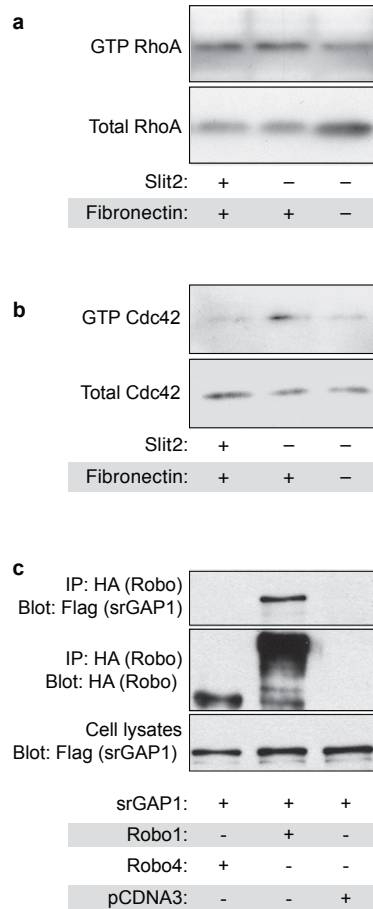 a
GTP RhoA
Total RhoA
Slit2: + – –
Fibronectin: + + –
b
GTP Cdc42
Total Cdc42
Slit2: + – –
Fibronectin: + + –
c
IP: HA (Robo)
Blot: Flag (srGAP1)
IP: HA (Robo)
Blot: HA (Robo)
Cell lysates
Blot: Flag (srGAP1)
srGAP1: + + +
Robo1: - + -
Robo4: + - -
pCDNA3: - - +